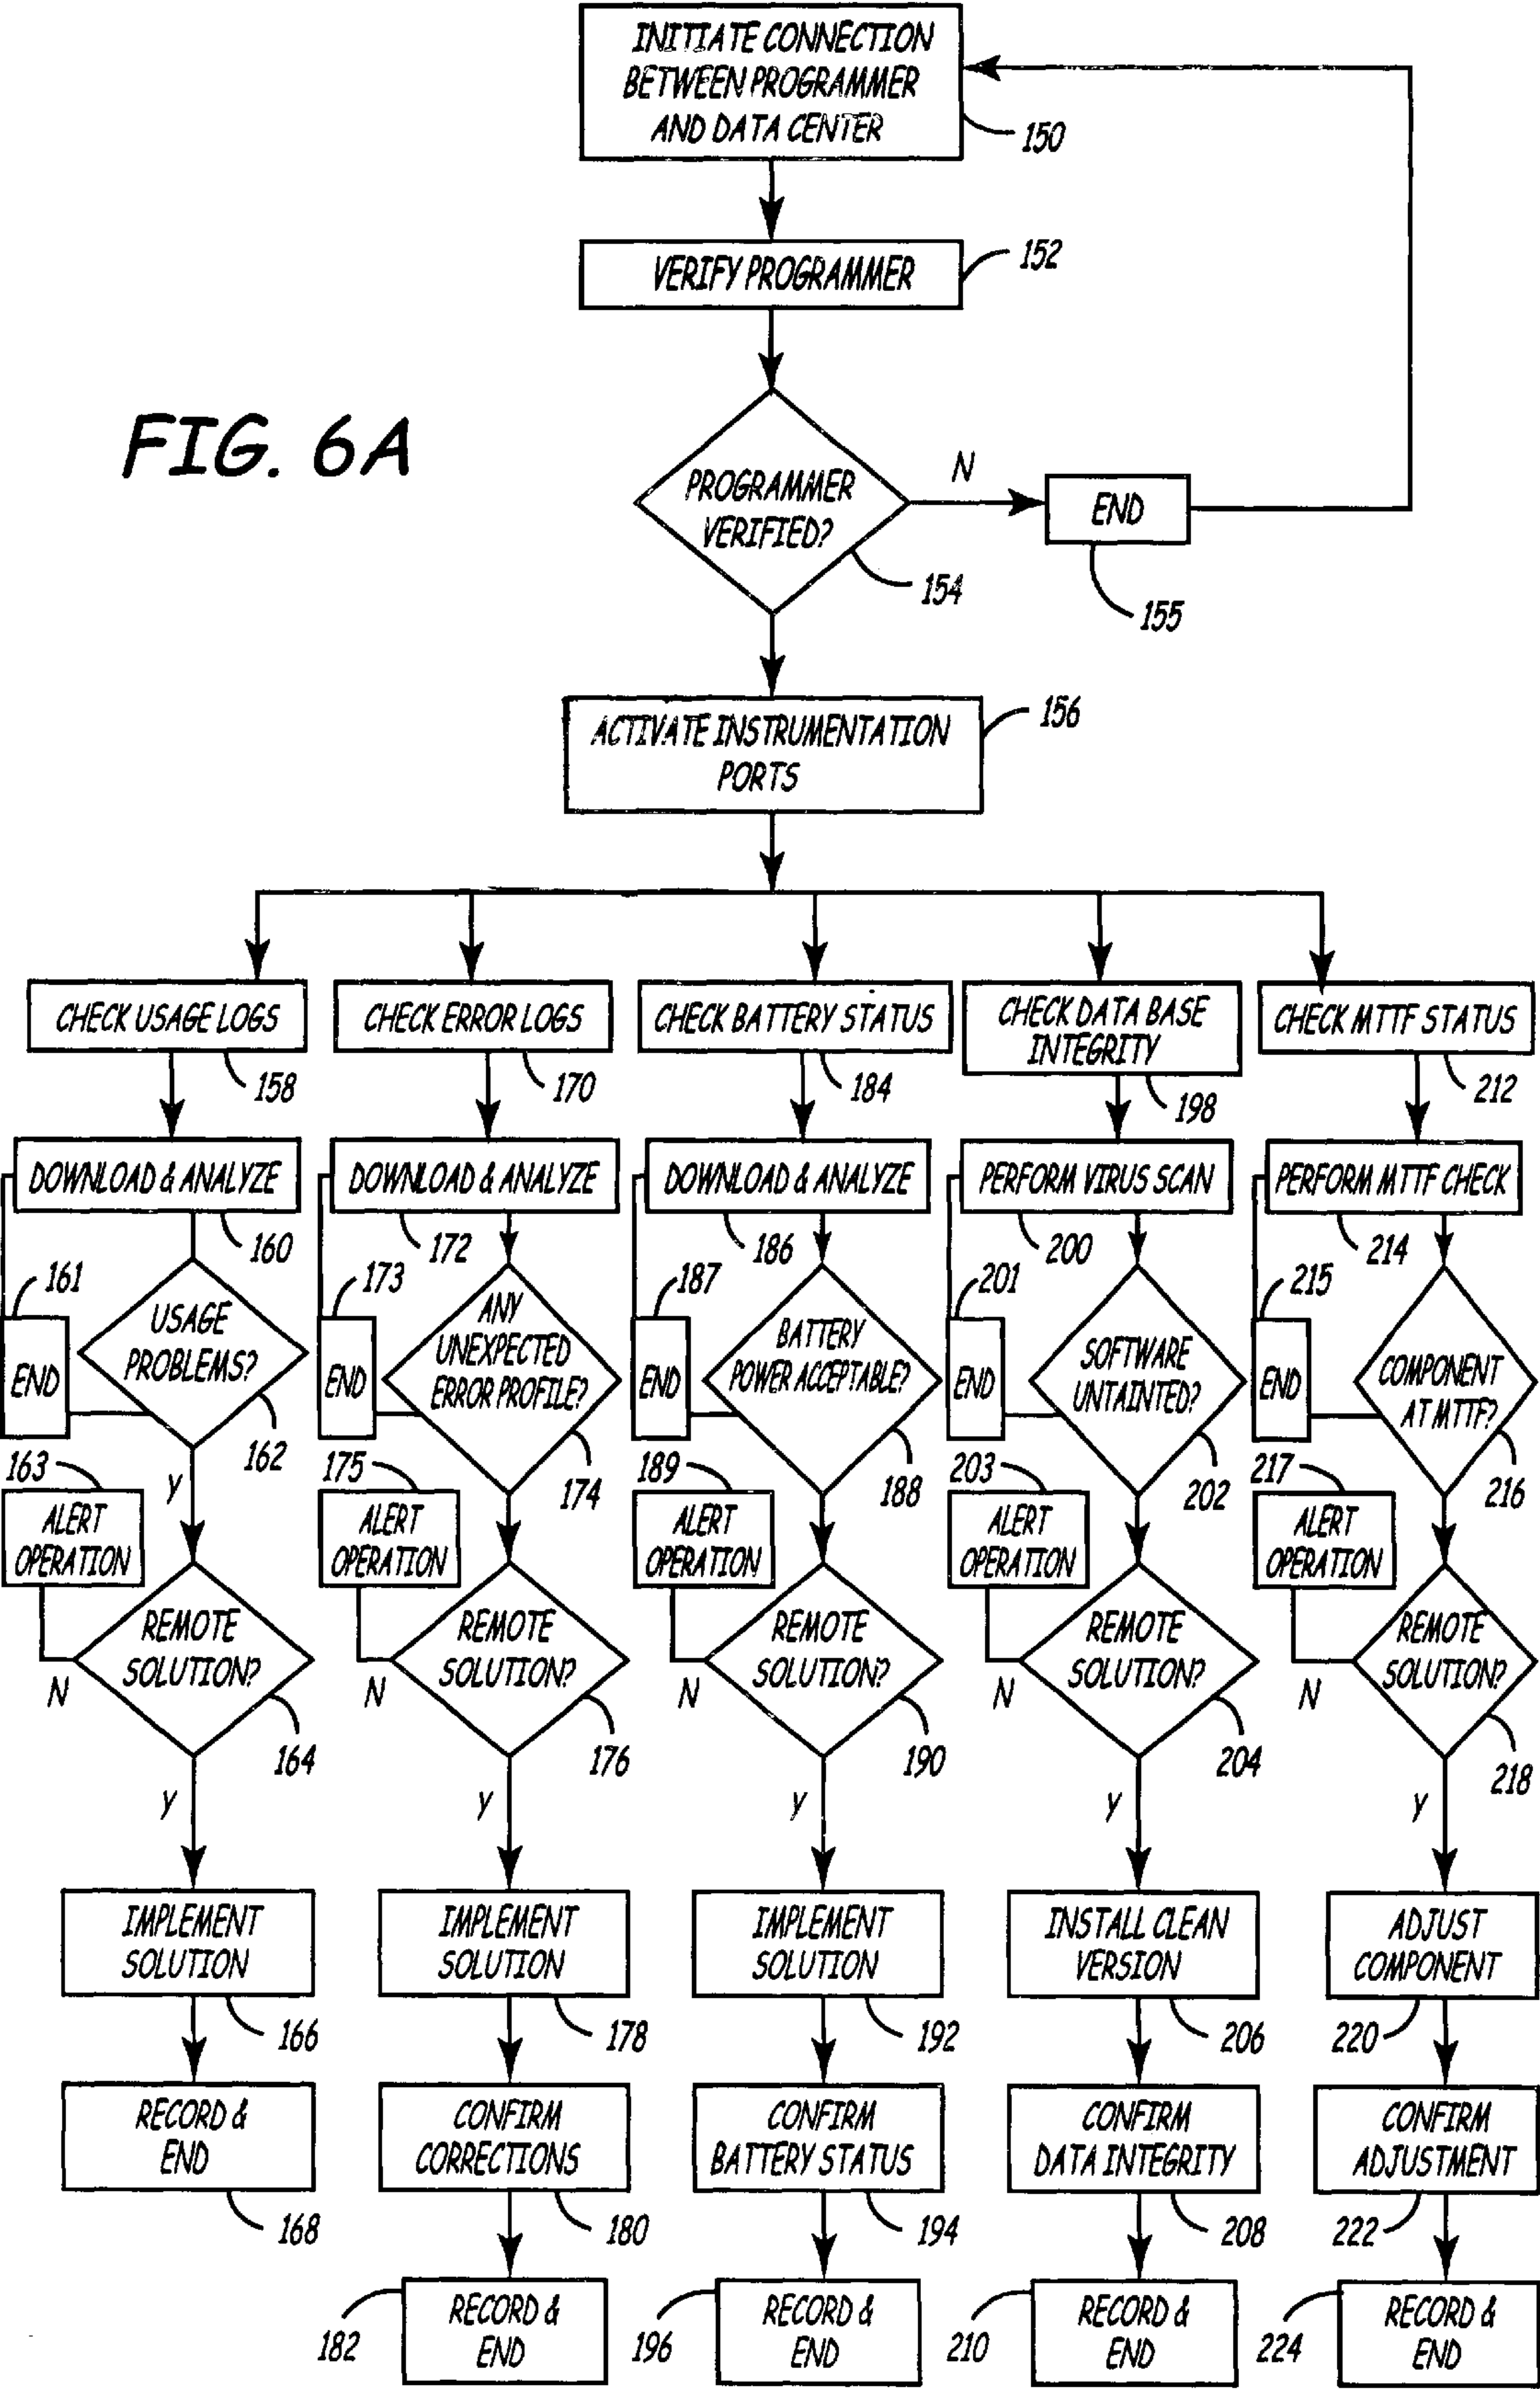 INITIATE CONNECTION
BETWEEN PROGRAMMER
AND DATA CENTER
150
VERIFY PROGRAMMER
152
FIG. 6A
PROGRAMMER
VERIFIED?
154
N
END
155
ACTIVATE INSTRUMENTATION
PORTS
156
CHECK USAGE LOGS
158
DOWNLOAD & ANALYZE
160
161
END
USAGE
PROBLEMS?
162
163
Y
ALERT
OPERATION
REMOTE
SOLUTION?
N
164
Y
IMPLEMENT
SOLUTION
166
RECORD &
END
168
CHECK ERROR LOGS
170
DOWNLOAD & ANALYZE
172
173
END
ANY
UNEXPECTED
ERROR PROFILE?
174
175
ALERT
OPERATION
REMOTE
SOLUTION?
N
176
Y
IMPLEMENT
SOLUTION
178
CONFIRM
CORRECTIONS
180
RECORD &
END
182
CHECK BATTERY STATUS
184
DOWNLOAD & ANALYZE
186
187
END
BATTERY
POWER ACCEPTABLE?
188
189
ALERT
OPERATION
REMOTE
SOLUTION?
N
190
Y
IMPLEMENT
SOLUTION
192
CONFIRM
BATTERY STATUS
194
RECORD &
END
196
CHECK DATA BASE
INTEGRITY
198
PERFORM VIRUS SCAN
200
201
END
SOFTWARE
UNTAINTED?
202
203
ALERT
OPERATION
REMOTE
SOLUTION?
N
204
Y
INSTALL CLEAN
VERSION
206
CONFIRM
DATA INTEGRITY
208
RECORD &
END
210
CHECK MTTF STATUS
212
PERFORM MTTF CHECK
214
215
END
COMPONENT
AT MTTF?
216
217
ALERT
OPERATION
REMOTE
SOLUTION?
N
218
Y
ADJUST
COMPONENT
220
CONFIRM
ADJUSTMENT
222
RECORD &
END
224